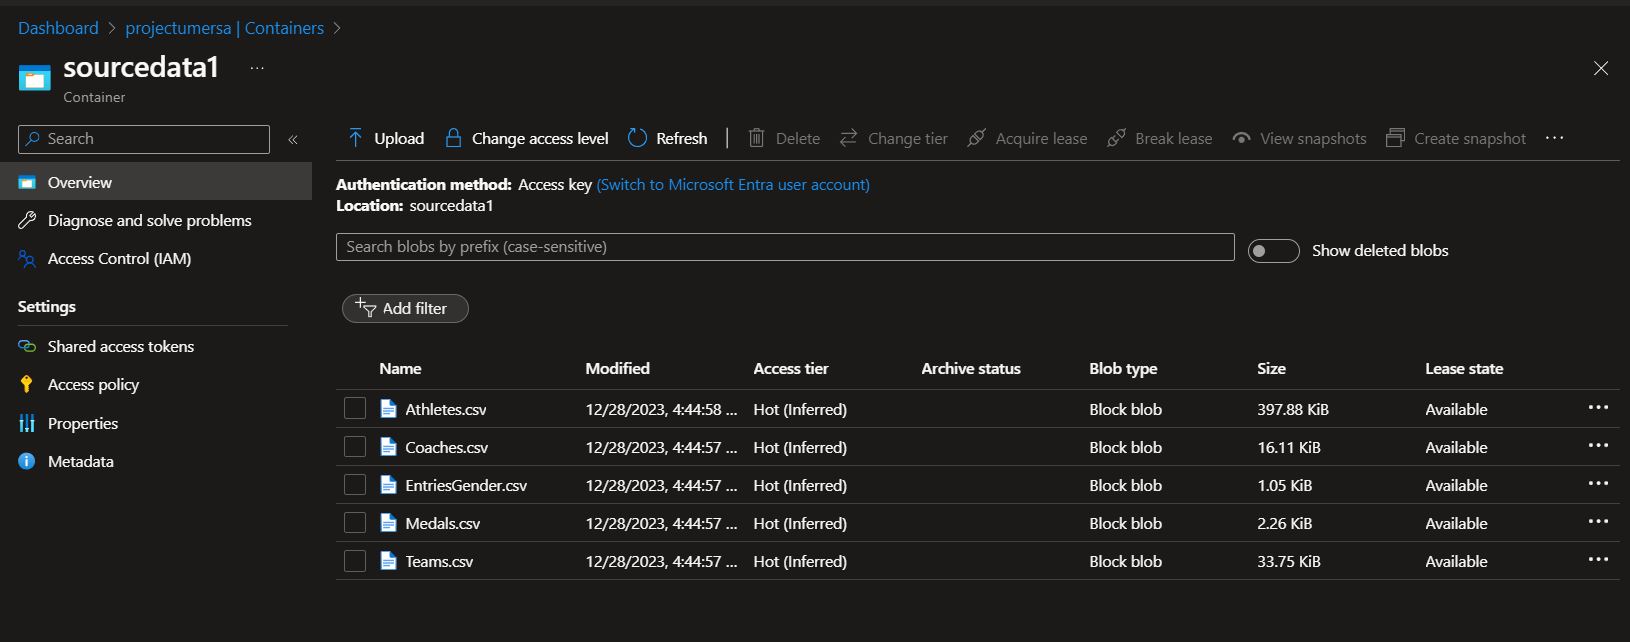 Dashboard > projectumersa | Containers >
sourcedata1 ...
Container
Search «
Overview
Diagnose and solve problems
Access Control (IAM)
Settings
Shared access tokens
Access policy
Properties
Metadata
Upload Change access level Refresh | Delete Change tier Acquire lease Break lease View snapshots Create snapshot ...
Authentication method: Access key (Switch to Microsoft Entra user account)
Location: sourcedata1
Search blobs by prefix (case-sensitive) Show deleted blobs
Add filter
Name Modified Access tier Archive status Blob type Size Lease state
Athletes.csv 12/28/2023, 4:44:58 ... Hot (Inferred) Block blob 397.88 KiB Available ...
Coaches.csv 12/28/2023, 4:44:57 ... Hot (Inferred) Block blob 16.11 KiB Available ...
EntriesGender.csv 12/28/2023, 4:44:57 ... Hot (Inferred) Block blob 1.05 KiB Available ...
Medals.csv 12/28/2023, 4:44:57 ... Hot (Inferred) Block blob 2.26 KiB Available ...
Teams.csv 12/28/2023, 4:44:57 ... Hot (Inferred) Block blob 33.75 KiB Available ...